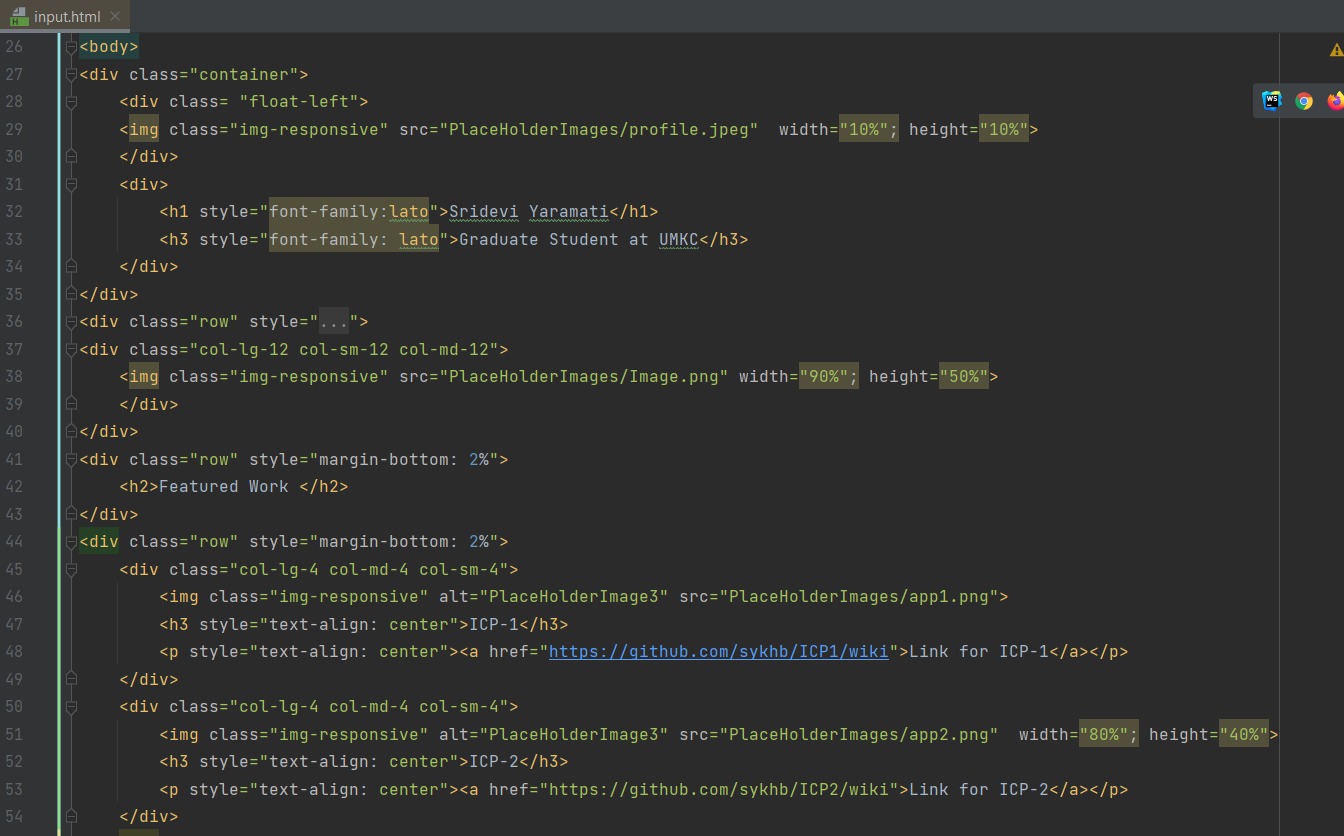 input.html
26 <body>
27 <div class="container">
28     <div class= "float-left">
29     <img class="img-responsive" src="PlaceHolderImages/profile.jpeg"  width="10%"; height="10%">
30     </div>
31     <div>
32         <h1 style="font-family:lato">Sridevi Yaramati</h1>
33         <h3 style="font-family: lato">Graduate Student at UMKC</h3>
34     </div>
35 </div>
36 <div class="row" style="...">
37 <div class="col-lg-12 col-sm-12 col-md-12">
38     <img class="img-responsive" src="PlaceHolderImages/Image.png" width="90%"; height="50%">
39     </div>
40 </div>
41 <div class="row" style="margin-bottom: 2%">
42     <h2>Featured Work </h2>
43 </div>
44 <div class="row" style="margin-bottom: 2%">
45     <div class="col-lg-4 col-md-4 col-sm-4">
46         <img class="img-responsive" alt="PlaceHolderImage3" src="PlaceHolderImages/app1.png">
47         <h3 style="text-align: center">ICP-1</h3>
48         <p style="text-align: center"><a href="https://github.com/sykhb/ICP1/wiki">Link for ICP-1</a></p>
49     </div>
50     <div class="col-lg-4 col-md-4 col-sm-4">
51         <img class="img-responsive" alt="PlaceHolderImage3" src="PlaceHolderImages/app2.png"  width="80%"; height="40%">
52         <h3 style="text-align: center">ICP-2</h3>
53         <p style="text-align: center"><a href="https://github.com/sykhb/ICP2/wiki">Link for ICP-2</a></p>
54     </div>
WS